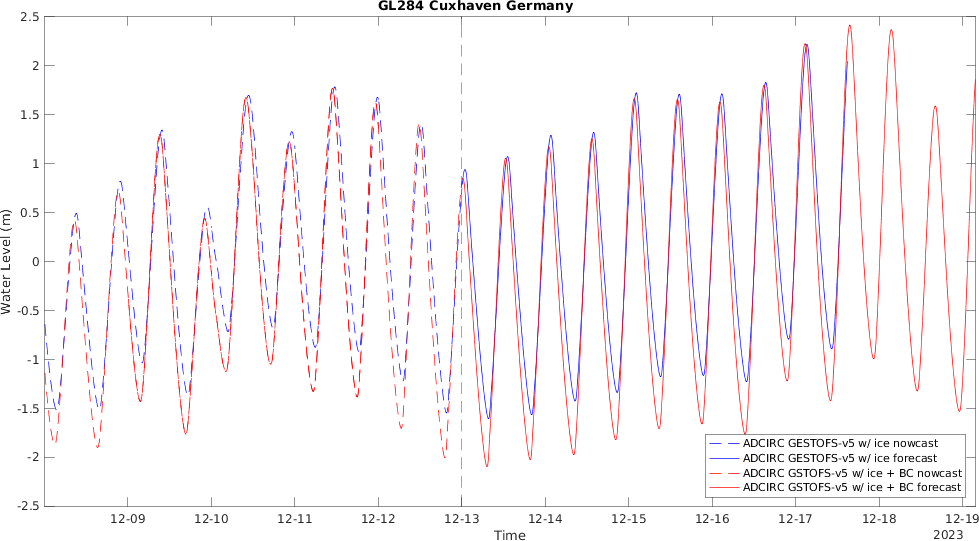 GL284 Cuxhaven Germany
2.5
2
1.5
1
0.5
0
-0.5
-1
-1.5
-2
-2.5
Water Level (m)
ADCIRC GESTOFS-v5 w/ ice nowcast
ADCIRC GESTOFS-v5 w/ ice forecast
ADCIRC GSTOFS-v5 w/ ice + BC nowcast
ADCIRC GSTOFS-v5 w/ ice + BC forecast
12-09 12-10 12-11 12-12 12-13 12-14 12-15 12-16 12-17 12-18 12-19
Time
2023